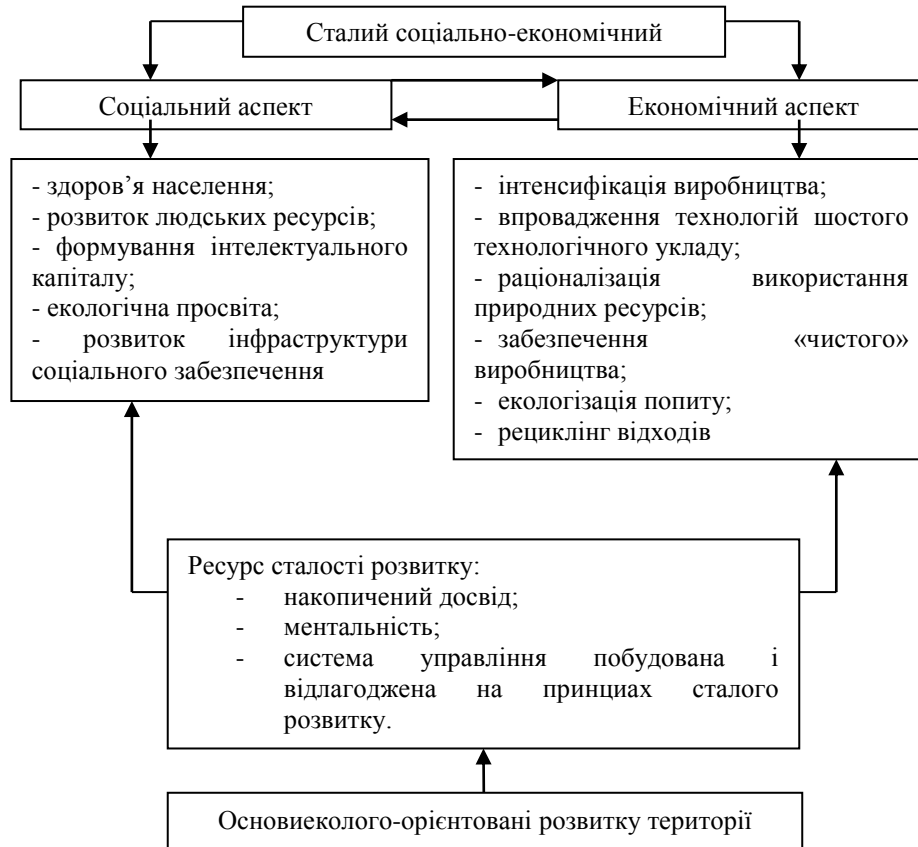 Сталий соціально-економічний
Соціальний аспект
Економічний аспект
- здоров’я населення;
- розвиток людських ресурсів;
- формування інтелектуального
капіталу;
- екологічна просвіта;
- розвиток інфраструктури
соціального забезпечення
- інтенсифікація виробництва;
- впровадження технологій шостого
технологічного укладу;
- раціоналізація використання
природних ресурсів;
- забезпечення «чистого»
виробництва;
- екологізація попиту;
- рециклінг відходів
Ресурс сталості розвитку:
- накопичений досвід;
- ментальність;
- система управління побудована і
відлагоджена на принциах сталого
розвитку.
Основиеколого-орієнтовані розвитку території